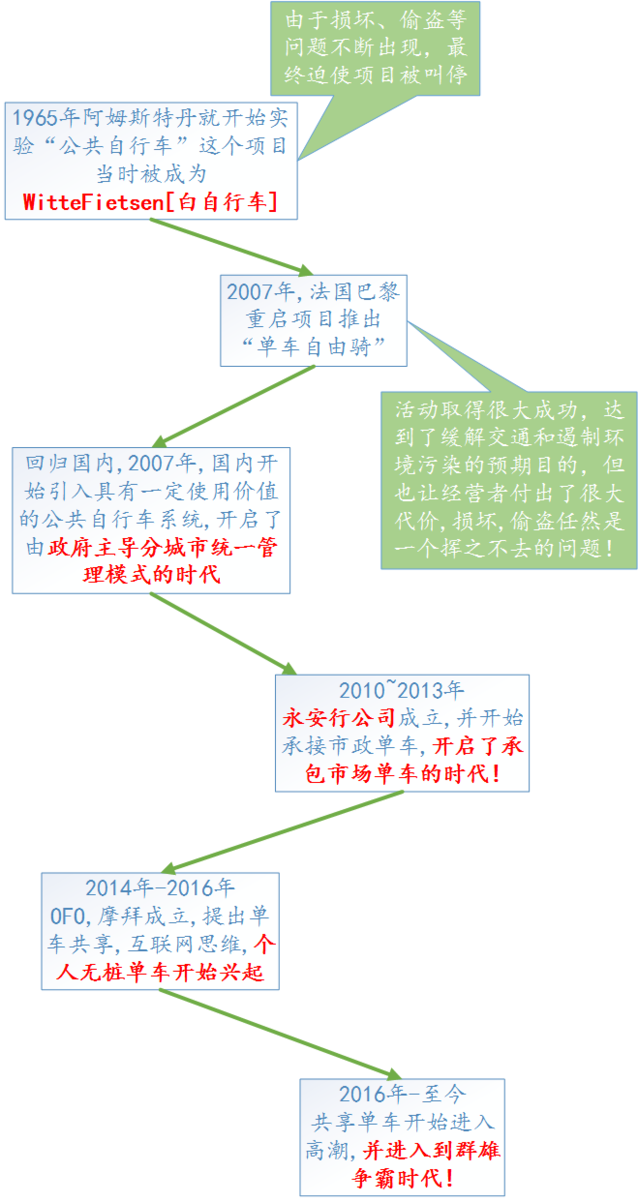 由于损坏、偷盗等
问题不断出现，最
终迫使项目被叫停
1965年阿姆斯特丹就开始实
验“公共自行车”这个项目
当时被成为
WitteFietsen[白自行车]
2007年,法国巴黎
重启项目推出
“单车自由骑”
活动取得很大成功，达
到了缓解交通和遏制环
境污染的预期目的，但
也让经营者付出了很大
代价,损坏,偷盗任然是
一个挥之不去的问题！
回归国内,2007年,国内开
始引入具有一定使用价值
的公共自行车系统,开启了
由政府主导分城市统一管
理模式的时代
2010~2013年
永安行公司成立,并开始
承接市政单车,开启了承
包市场单车的时代！
2014年-2016年
OFO,摩拜成立,提出单
车共享,互联网思维,个
人无桩单车开始兴起
2016年-至今
共享单车开始进入
高潮,并进入到群雄
争霸时代！